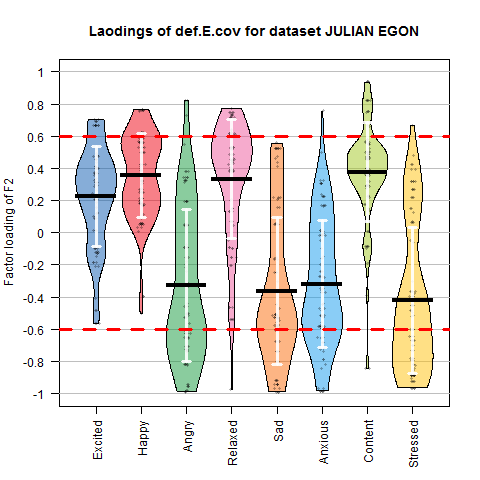 Laodings of def.E.cov for dataset JULIAN EGON
Factor loading of F2
1
0.8
0.6
0.4
0.2
0
-0.2
-0.4
-0.6
-0.8
-1
Excited
Happy
Angry
Relaxed
Sad
Anxious
Content
Stressed